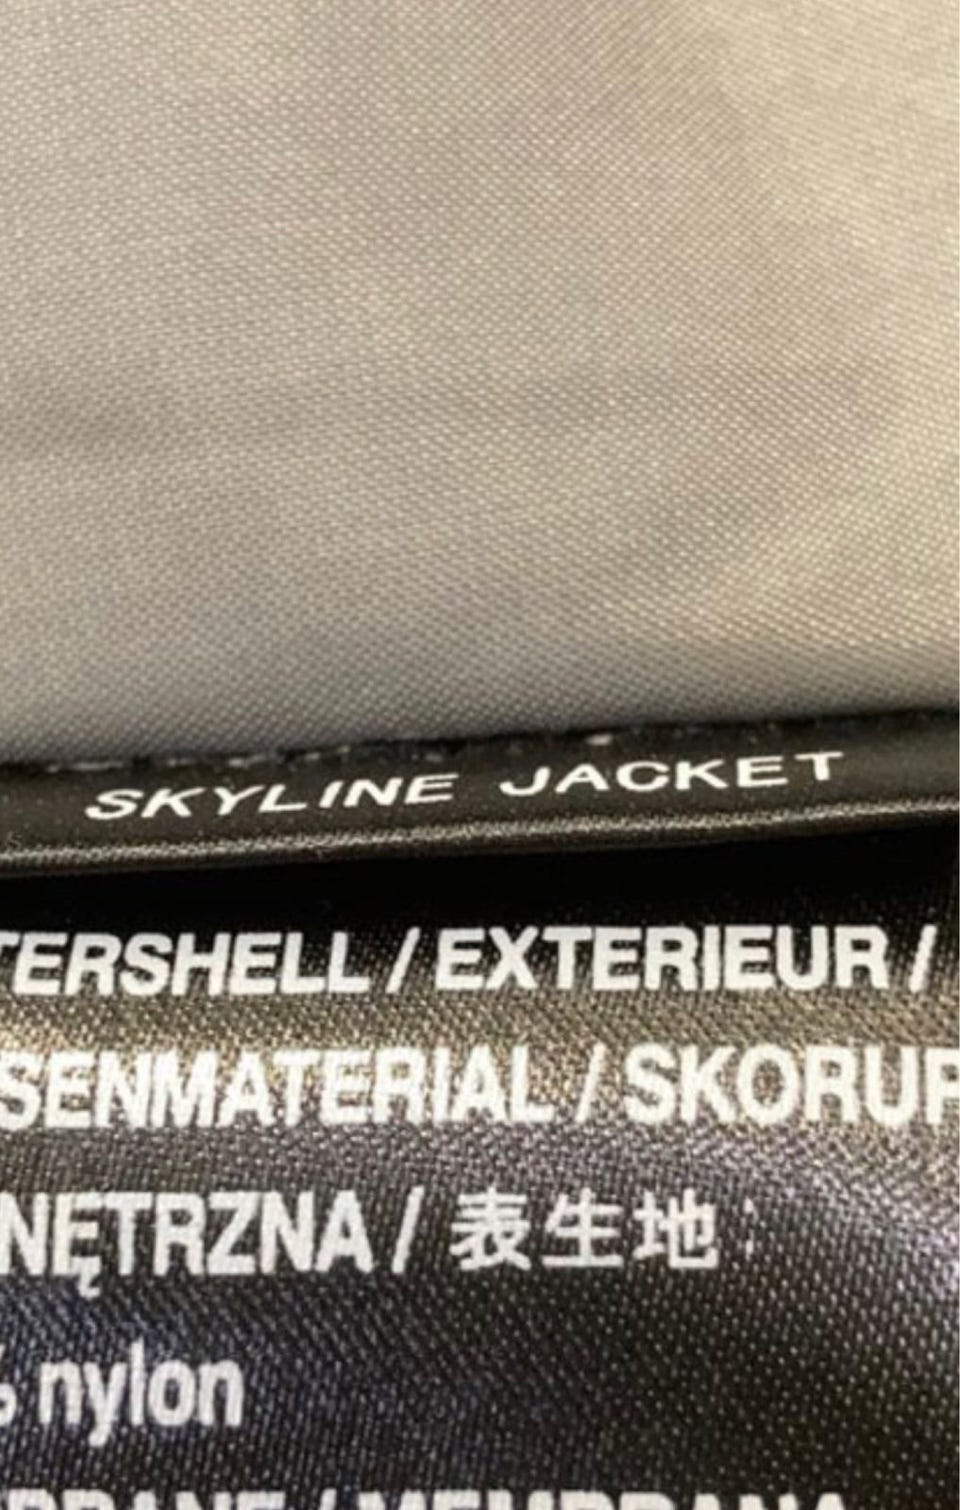 SKYLINE JACKET
TERSHELL / EXTERIEUR /
SENMATERIAL / SKORUP
NĘTRZNA / 表生地 :
% nylon